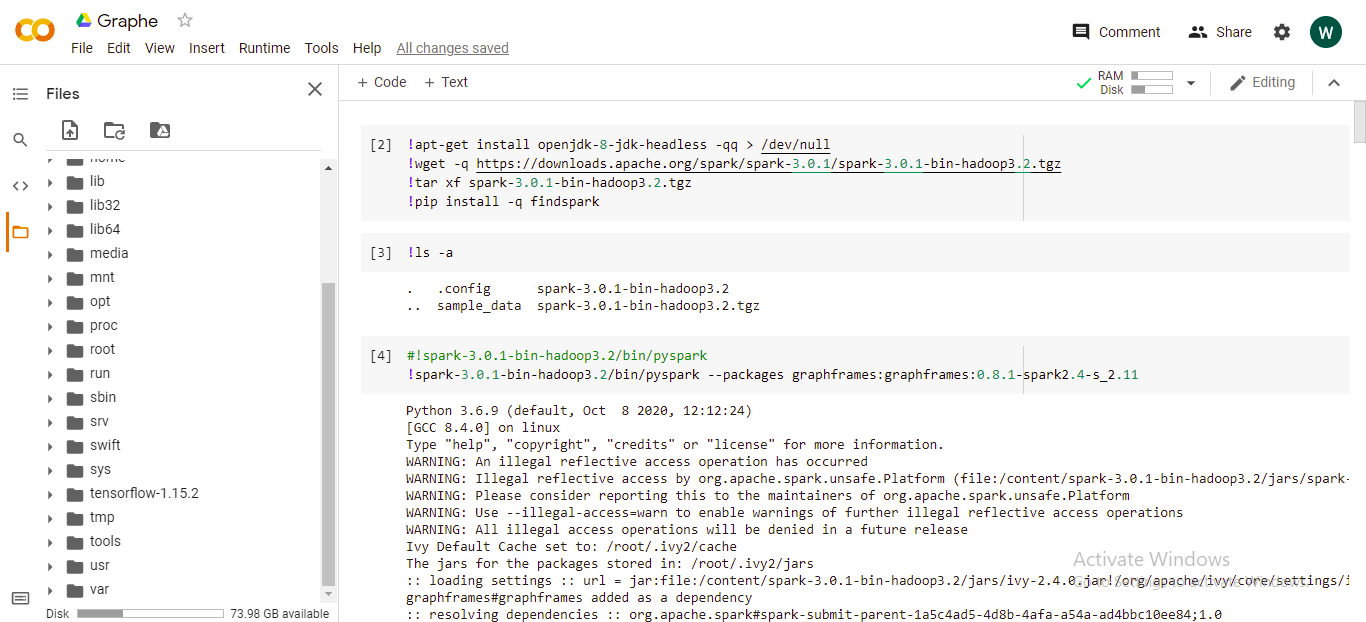 Graphe
File Edit View Insert Runtime Tools Help All changes saved
Comment Share W
Files
+ Code + Text
RAM
Disk
Editing
home
lib
lib32
lib64
media
mnt
opt
proc
root
run
sbin
srv
swift
sys
tensorflow-1.15.2
tmp
tools
usr
var
Disk 73.98 GB available
[2] !apt-get install openjdk-8-jdk-headless -qq > /dev/null
!wget -q https://downloads.apache.org/spark/spark-3.0.1/spark-3.0.1-bin-hadoop3.2.tgz
!tar xf spark-3.0.1-bin-hadoop3.2.tgz
!pip install -q findspark
[3] !ls -a
. .config spark-3.0.1-bin-hadoop3.2
.. sample_data spark-3.0.1-bin-hadoop3.2.tgz
[4] #!spark-3.0.1-bin-hadoop3.2/bin/pyspark
!spark-3.0.1-bin-hadoop3.2/bin/pyspark --packages graphframes:graphframes:0.8.1-spark2.4-s_2.11
Python 3.6.9 (default, Oct 8 2020, 12:12:24)
[GCC 8.4.0] on linux
Type "help", "copyright", "credits" or "license" for more information.
WARNING: An illegal reflective access operation has occurred
WARNING: Illegal reflective access by org.apache.spark.unsafe.Platform (file:/content/spark-3.0.1-bin-hadoop3.2/jars/spark-
WARNING: Please consider reporting this to the maintainers of org.apache.spark.unsafe.Platform
WARNING: Use --illegal-access=warn to enable warnings of further illegal reflective access operations
WARNING: All illegal access operations will be denied in a future release
Ivy Default Cache set to: /root/.ivy2/cache
The jars for the packages stored in: /root/.ivy2/jars
:: loading settings :: url = jar:file:/content/spark-3.0.1-bin-hadoop3.2/jars/ivy-2.4.0.jar!/org/apache/ivy/core/settings/i
graphframes#graphframes added as a dependency
:: resolving dependencies :: org.apache.spark#spark-submit-parent-1a5c4ad5-4d8b-4afa-a54a-ad4bbc10ee84;1.0
Activate Windows